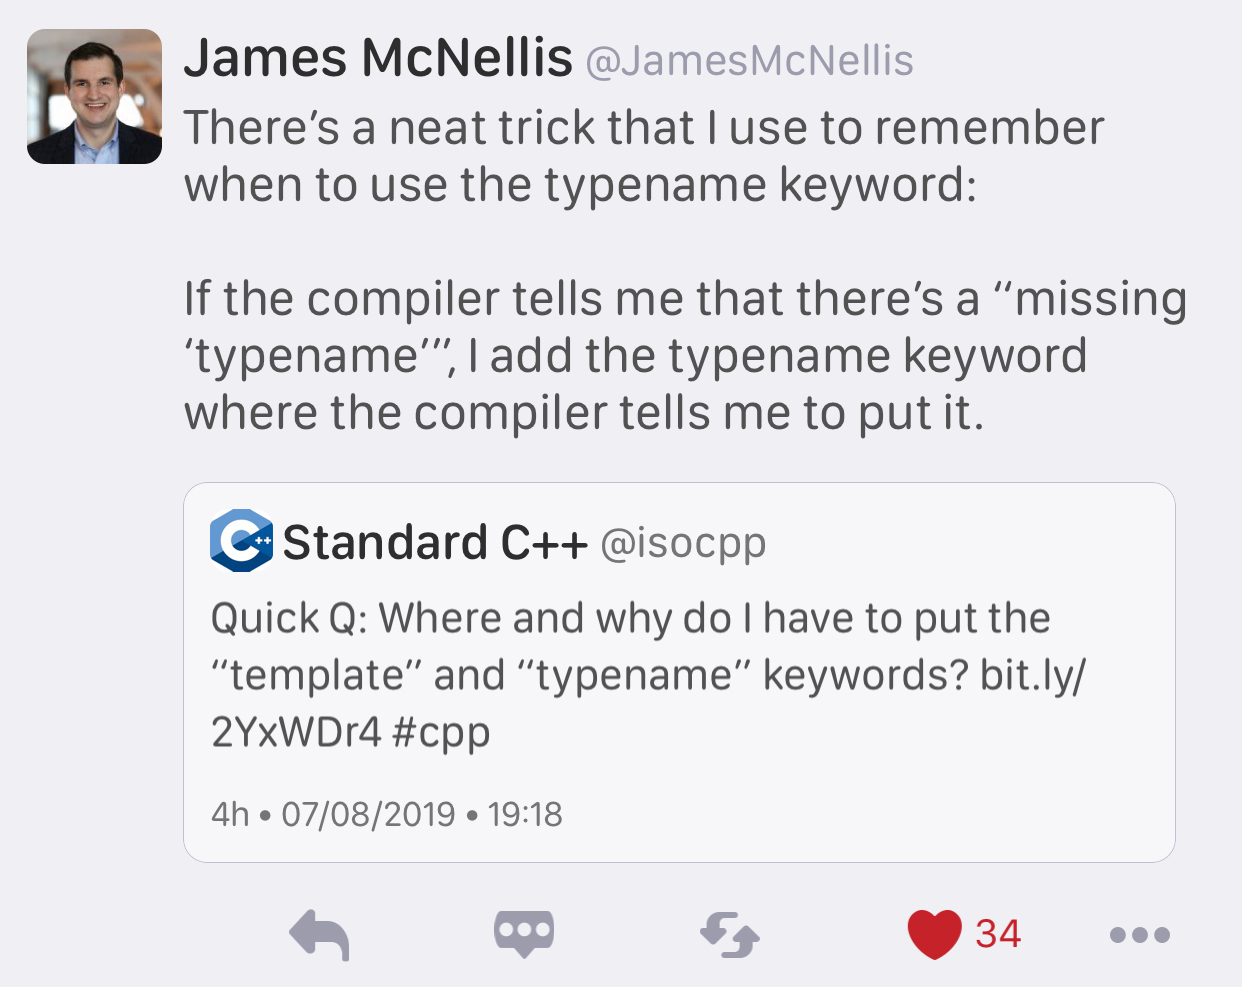 James McNellis @JamesMcNellis
There’s a neat trick that I use to remember
when to use the typename keyword:
If the compiler tells me that there’s a “missing
‘typename’”, I add the typename keyword
where the compiler tells me to put it.
Standard C++ @isocpp
Quick Q: Where and why do I have to put the
“template” and “typename” keywords? bit.ly/
2YxWDr4 #cpp
4h • 07/08/2019 • 19:18
34